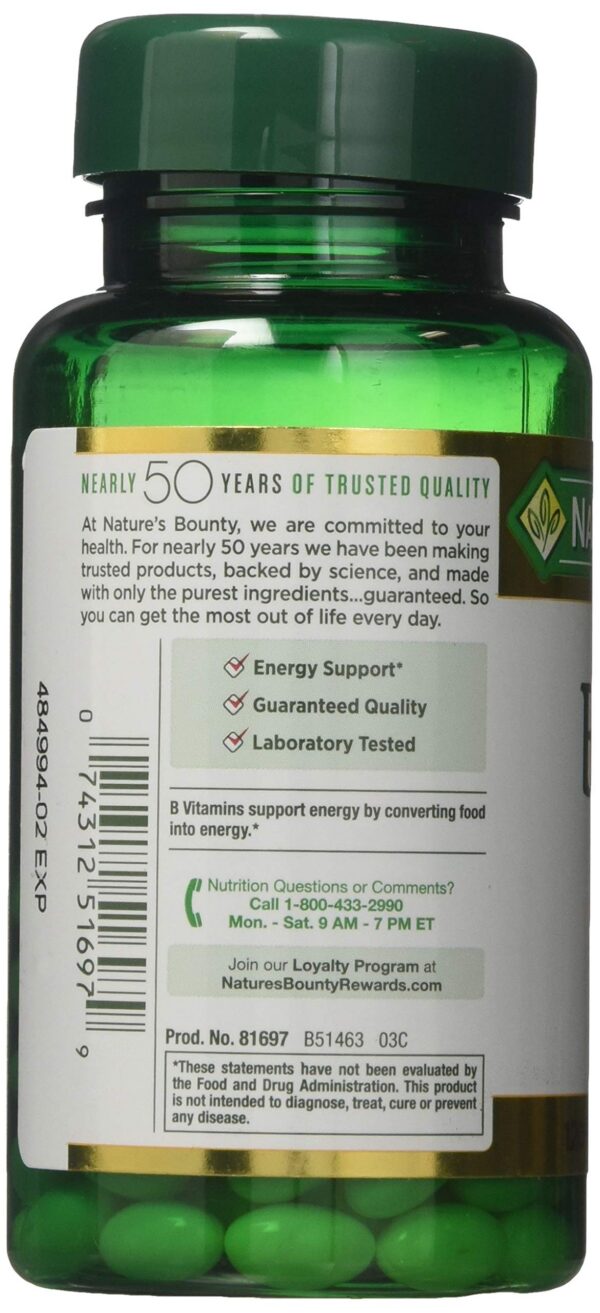 NEARLY 50 YEARS OF TRUSTED QUALITY
At Nature's Bounty, we are committed to your
health. For nearly 50 years we have been making
trusted products, backed by science, and made
with only the purest ingredients...guaranteed. So
you can get the most out of life every day.
Energy Support*
Guaranteed Quality
Laboratory Tested
B Vitamins support energy by converting food
into energy.*
Nutrition Questions or Comments?
Call 1-800-433-2990
Mon. - Sat. 9 AM - 7 PM ET
Join our Loyalty Program at
NaturesBountyRewards.com
Prod. No. 81697 B51463 03C
*These statements have not been evaluated by
the Food and Drug Administration. This product
is not intended to diagnose, treat, cure or prevent
any disease.
0 74312 51697 9
484994-02 EXP
NA